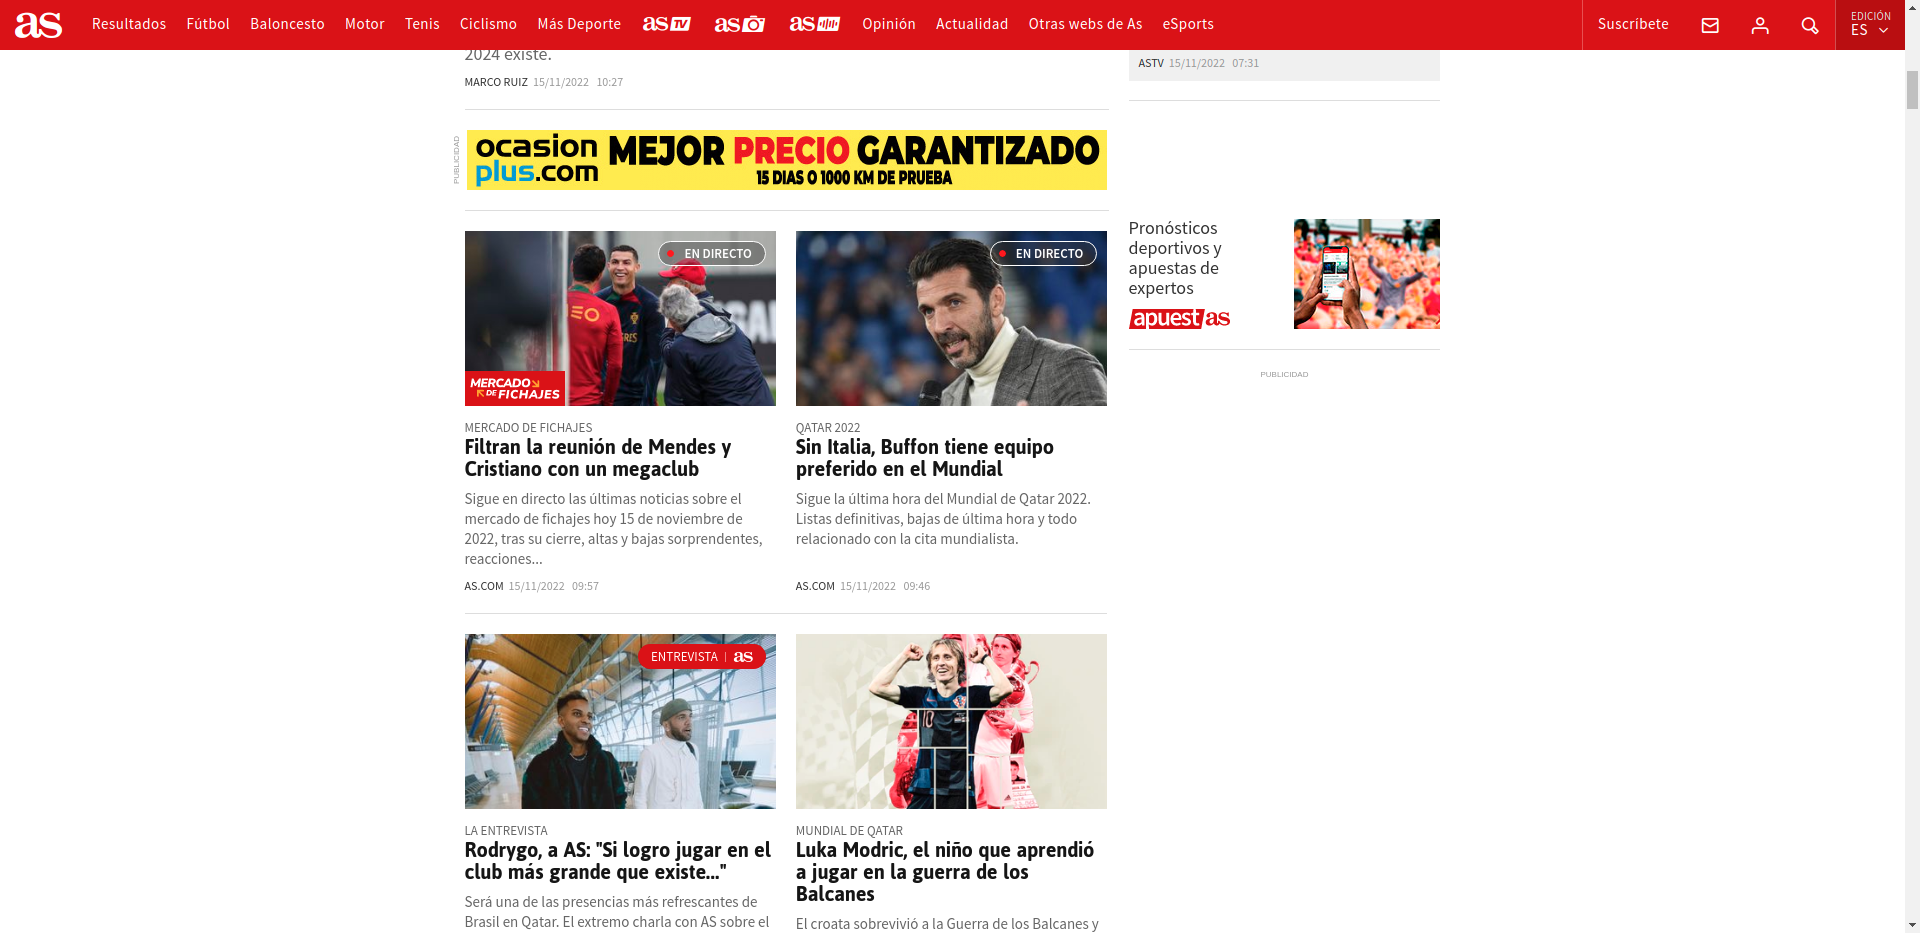 as
Resultados
Fútbol
Baloncesto
Motor
Tenis
Ciclismo
Más Deporte
as TV
as
as
Opinión
Actualidad
Otras webs de As
eSports
Suscríbete
EDICIÓN
ES
2024 existe.
MARCO RUIZ 15/11/2022 10:27
PUBLICIDAD
ocasion
plus.com
MEJOR PRECIO GARANTIZADO
15 DIAS O 1000 KM DE PRUEBA
EN DIRECTO
MERCADO
DE FICHAJES
MERCADO DE FICHAJES
Filtran la reunión de Mendes y
Cristiano con un megaclub
Sigue en directo las últimas noticias sobre el
mercado de fichajes hoy 15 de noviembre de
2022, tras su cierre, altas y bajas sorprendentes,
reacciones...
AS.COM 15/11/2022 09:57
EN DIRECTO
QATAR 2022
Sin Italia, Buffon tiene equipo
preferido en el Mundial
Sigue la última hora del Mundial de Qatar 2022.
Listas definitivas, bajas de última hora y todo
relacionado con la cita mundialista.
AS.COM 15/11/2022 09:46
ENTREVISTA | as
LA ENTREVISTA
Rodrygo, a AS: "Si logro jugar en el
club más grande que existe..."
Será una de las presencias más refrescantes de
Brasil en Qatar. El extremo charla con AS sobre el
10
MUNDIAL DE QATAR
Luka Modric, el niño que aprendió
a jugar en la guerra de los
Balcanes
El croata sobrevivió a la Guerra de los Balcanes y
ASTV 15/11/2022 07:31
Pronósticos
deportivos y
apuestas de
expertos
apuestas
PUBLICIDAD